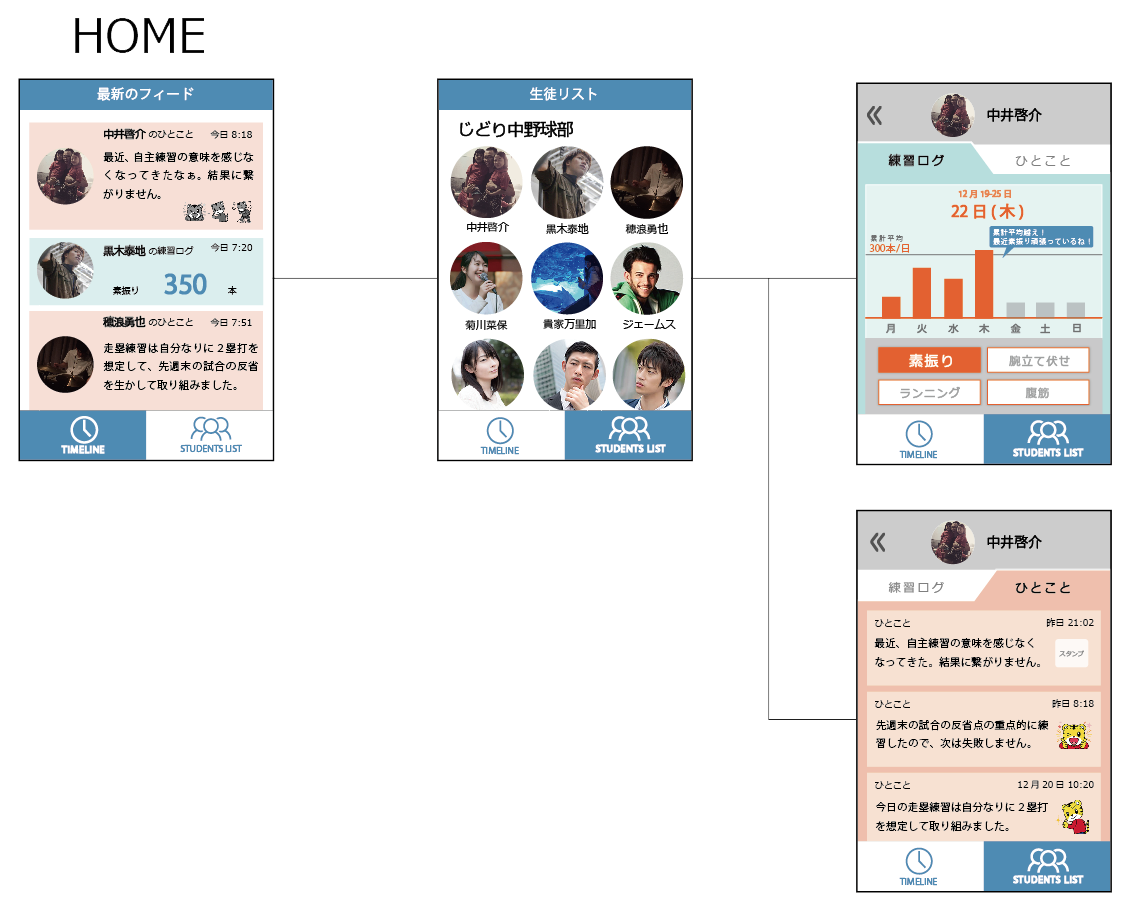 HOME
最新のフィード
中井啓介 のひとこと 今日 8:18
最近、自主練習の意味を感じな
くなってきたなぁ。結果に繋
がりません。
黒木泰地 の練習ログ 今日 7:20
素振り 350 本
穂浪勇也 のひとこと 今日 7:51
走塁練習は自分なりに２塁打を
想定して、先週末の試合の反省
を生かして取り組みました。
TIMELINE STUDENTS LIST
生徒リスト
じどり中野球部
中井啓介 黒木泰地 穂浪勇也
菊川菜保 貴家万里加 ジェームス
TIMELINE STUDENTS LIST
中井啓介
練習ログ ひとこと
12月19-25日
22日(木)
累計平均
300本/日
累計平均越え！
最近素振り頑張っているね！
月 火 水 木 金 土 日
素振り 腕立て伏せ
ランニング 腹筋
TIMELINE STUDENTS LIST
中井啓介
練習ログ ひとこと
ひとこと 昨日 21:02
最近、自主練習の意味を感じなく
なってきた。結果に繋がりません。
スタンプ
ひとこと 昨日 8:18
先週末の試合の反省点の重点的に練
習したので、次は失敗しません。
ひとこと 12月20日 10:20
今日の走塁練習は自分なりに２塁打
を想定して取り組みました。
TIMELINE STUDENTS LIST